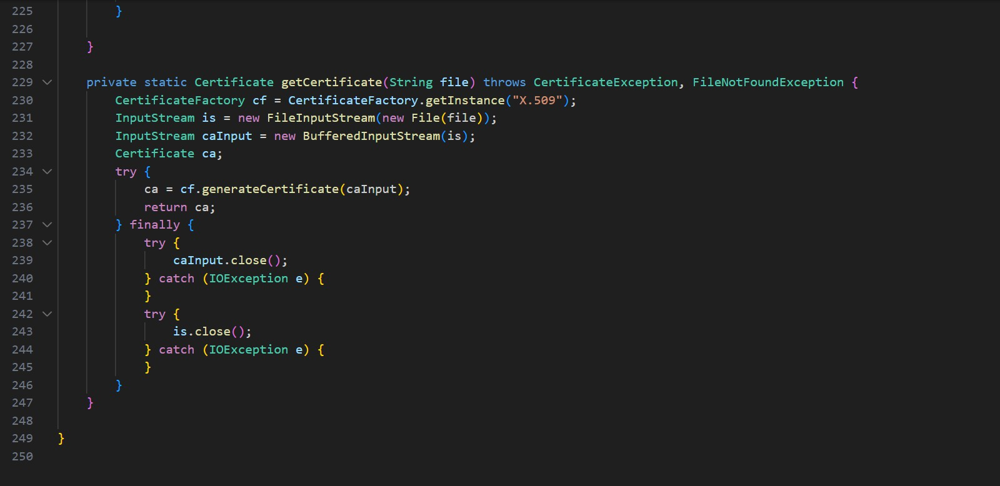 225 }
226
227 }
228
229 private static Certificate getCertificate(String file) throws CertificateException, FileNotFoundException {
230 CertificateFactory cf = CertificateFactory.getInstance("X.509");
231 InputStream is = new FileInputStream(new File(file));
232 InputStream caInput = new BufferedInputStream(is);
233 Certificate ca;
234 try {
235 ca = cf.generateCertificate(caInput);
236 return ca;
237 } finally {
238 try {
239 caInput.close();
240 } catch (IOException e) {
241 }
242 try {
243 is.close();
244 } catch (IOException e) {
245 }
246 }
247 }
248
249 }
250